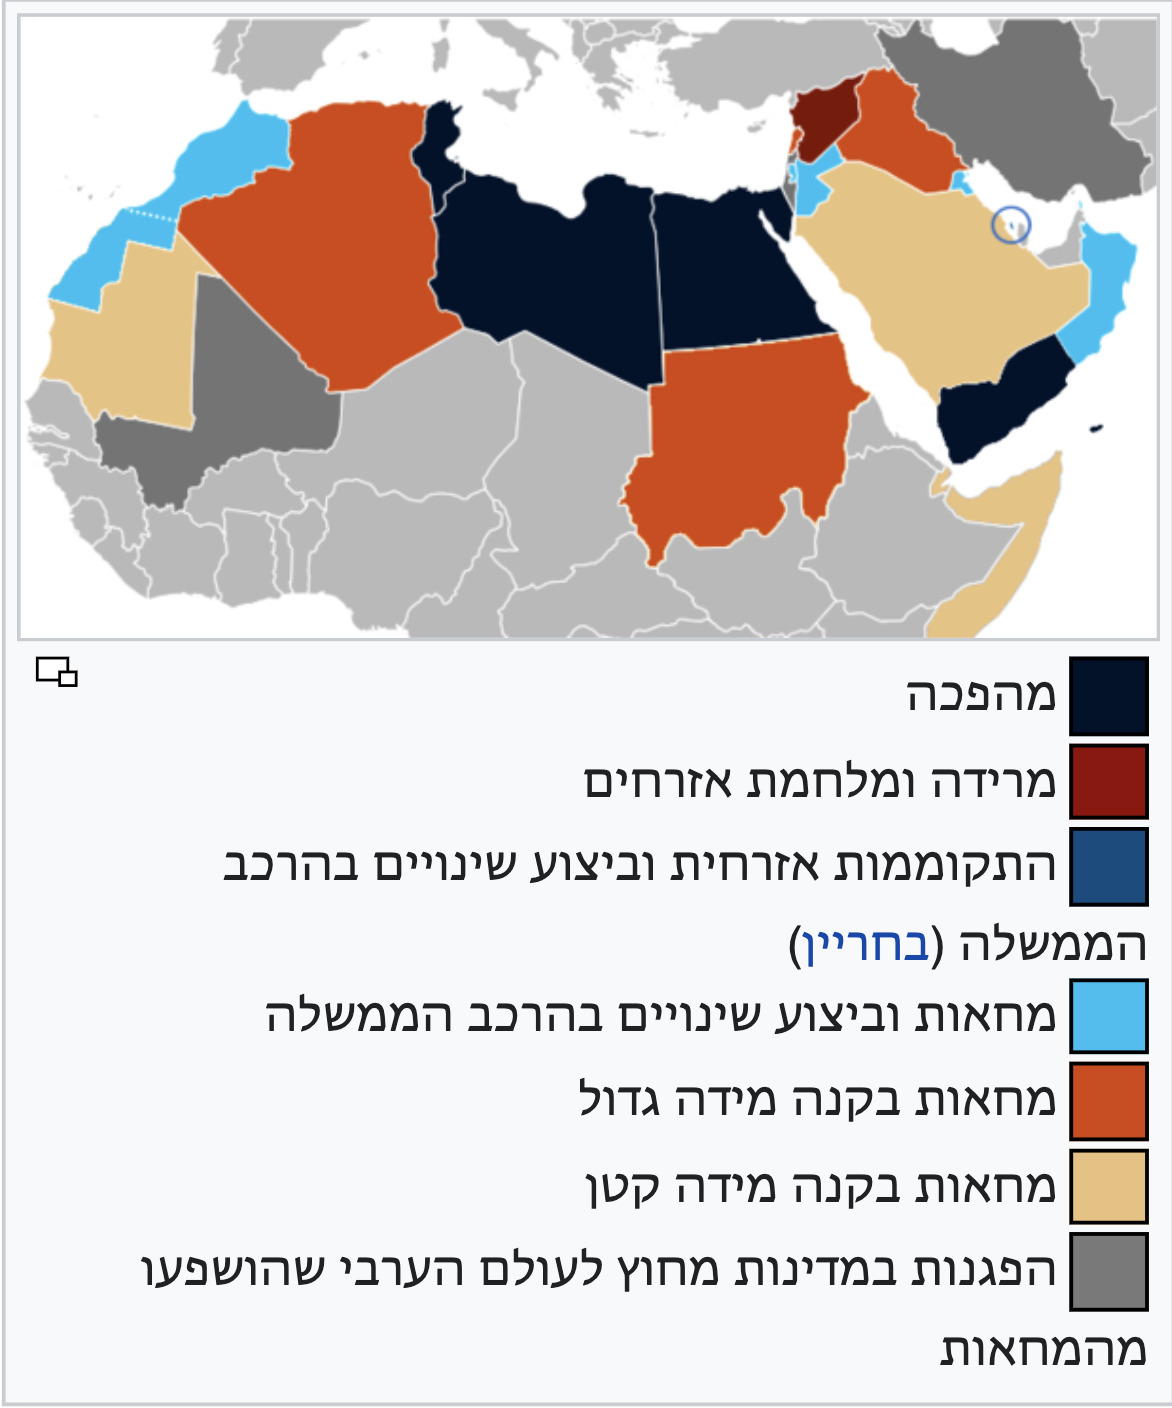 מהפכה
מרידה ומלחמת אזרחים
התקוממות אזרחית וביצוע שינויים בהרכב
הממשלה (בחריין)
מחאות וביצוע שינויים בהרכב הממשלה
מחאות בקנה מידה גדול
מחאות בקנה מידה קטן
הפגנות במדינות מחוץ לעולם הערבי שהושפעו
מהמחאות